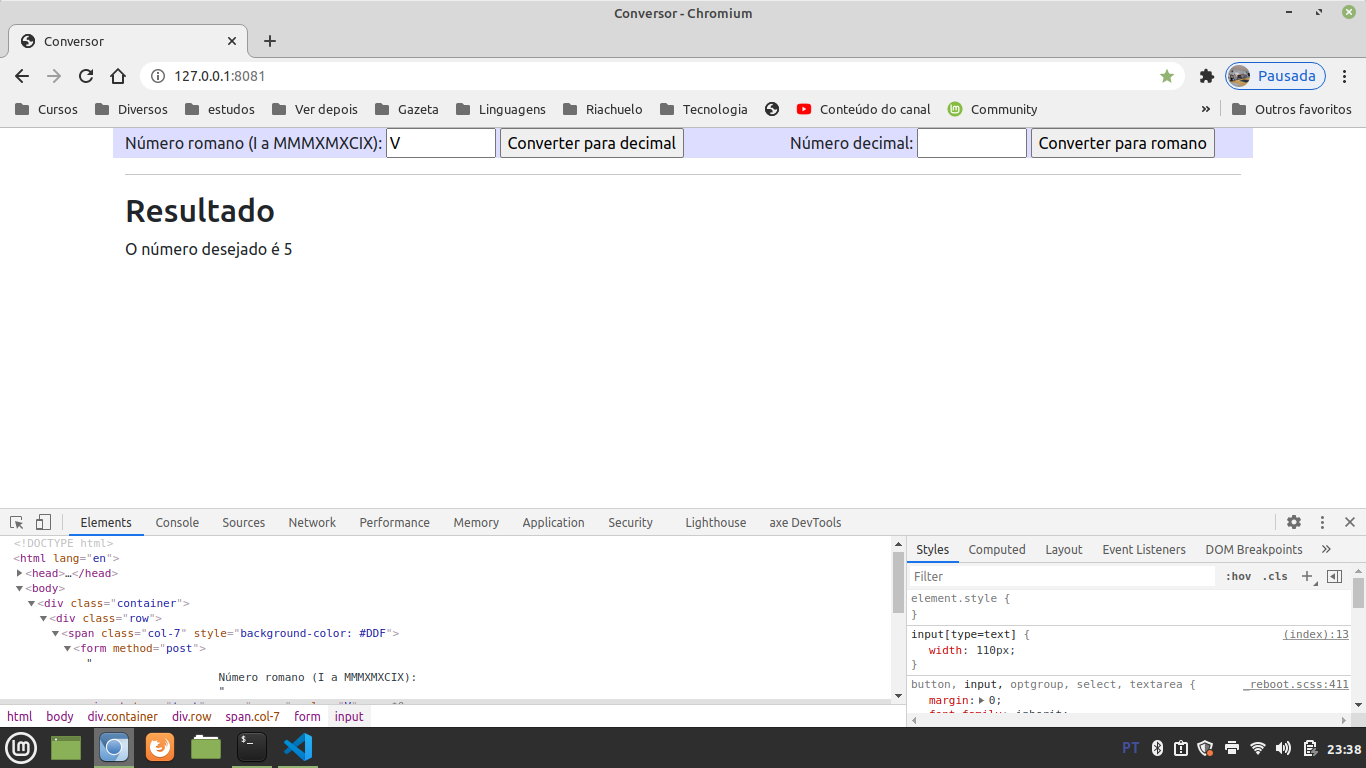 Conversor - Chromium
Conversor
127.0.0.1:8081
Pausada
Cursos Diversos estudos Ver depois Gazeta Linguagens Riachuelo Tecnologia Conteúdo do canal Community » Outros favoritos
Número romano (I a MMMXMXCIX): V Converter para decimal Número decimal: Converter para romano
Resultado
O número desejado é 5
Elements Console Sources Network Performance Memory Application Security Lighthouse axe DevTools
<!DOCTYPE html>
<html lang="en">
<head>…</head>
<body>
<div class="container">
<div class="row">
<span class="col-7" style="background-color: #DDF">
<form method="post">
"
Número romano (I a MMMXMXCIX):
"
html body div.container div.row span.col-7 form input
Styles Computed Layout Event Listeners DOM Breakpoints »
Filter :hov .cls
element.style {
}
input[type=text] { (index):13
width: 110px;
}
button, input, optgroup, select, textarea { _reboot.scss:411
margin: 0;
font-family: inherit;
PT 23:38